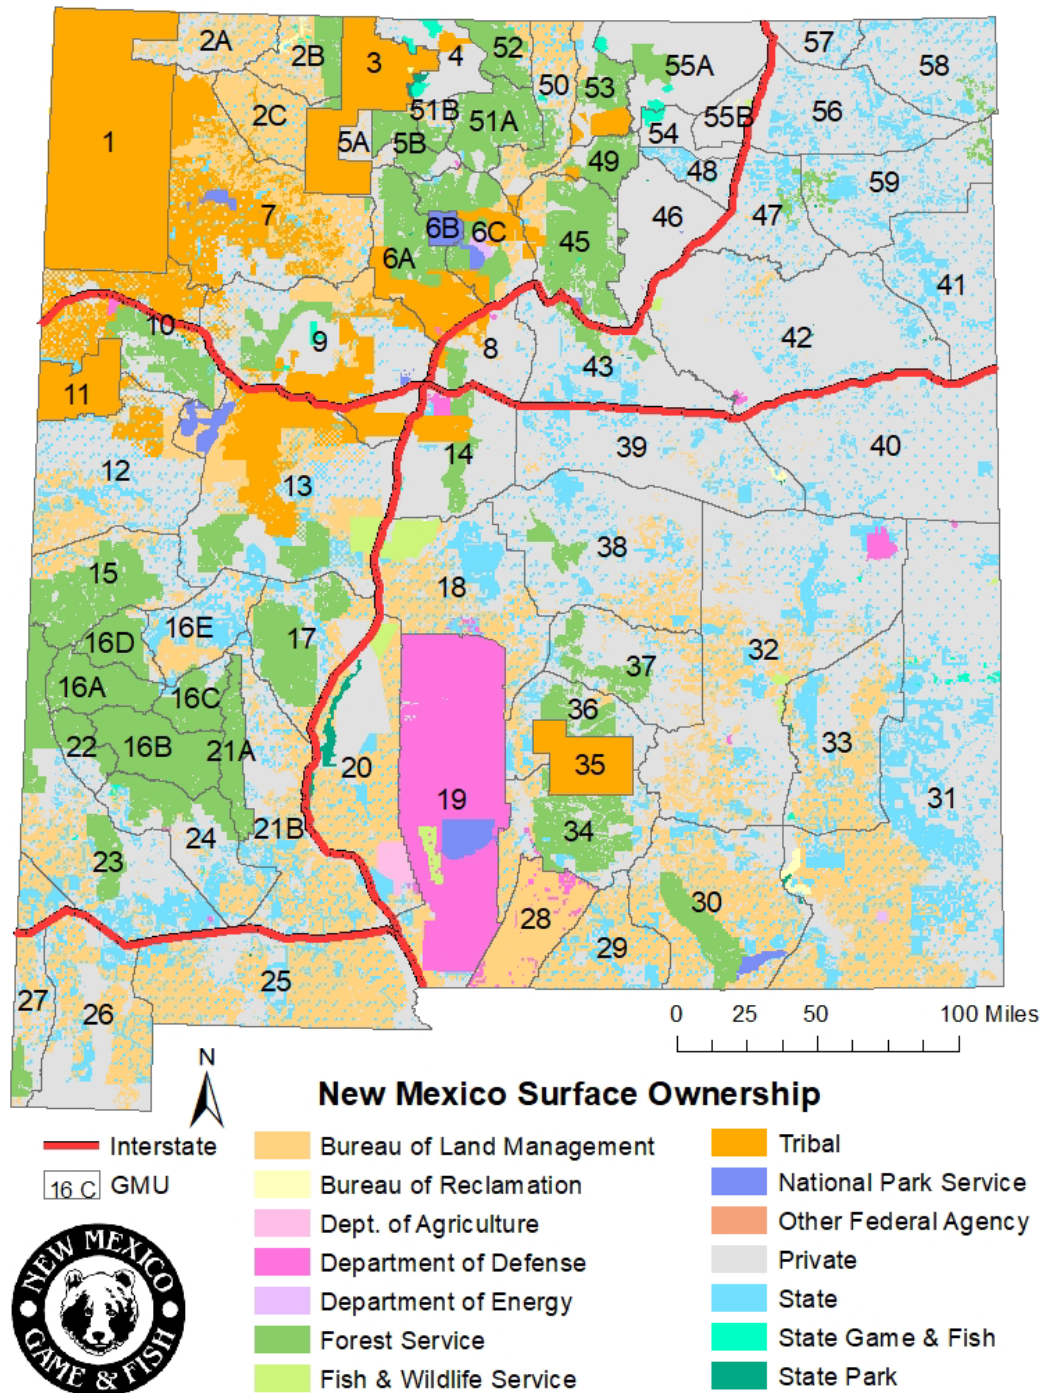 2A
2B
3
4
52
50
53
55A
57
58
1
2C
5A
51B
5B
51A
54
55B
56
49
48
59
7
6B
6C
6A
45
46
47
41
10
9
8
43
42
11
12
13
14
39
40
15
16E
16D
16A
16C
17
18
38
32
37
36
22
16B
21A
20
19
35
33
31
24
21B
34
23
28
30
29
27
26
25
0 25 50 100 Miles
N
New Mexico Surface Ownership
Interstate
16 C GMU
Bureau of Land Management
Bureau of Reclamation
Dept. of Agriculture
Department of Defense
Department of Energy
Forest Service
Fish & Wildlife Service
Tribal
National Park Service
Other Federal Agency
Private
State
State Game & Fish
State Park
NEW MEXICO
GAME & FISH